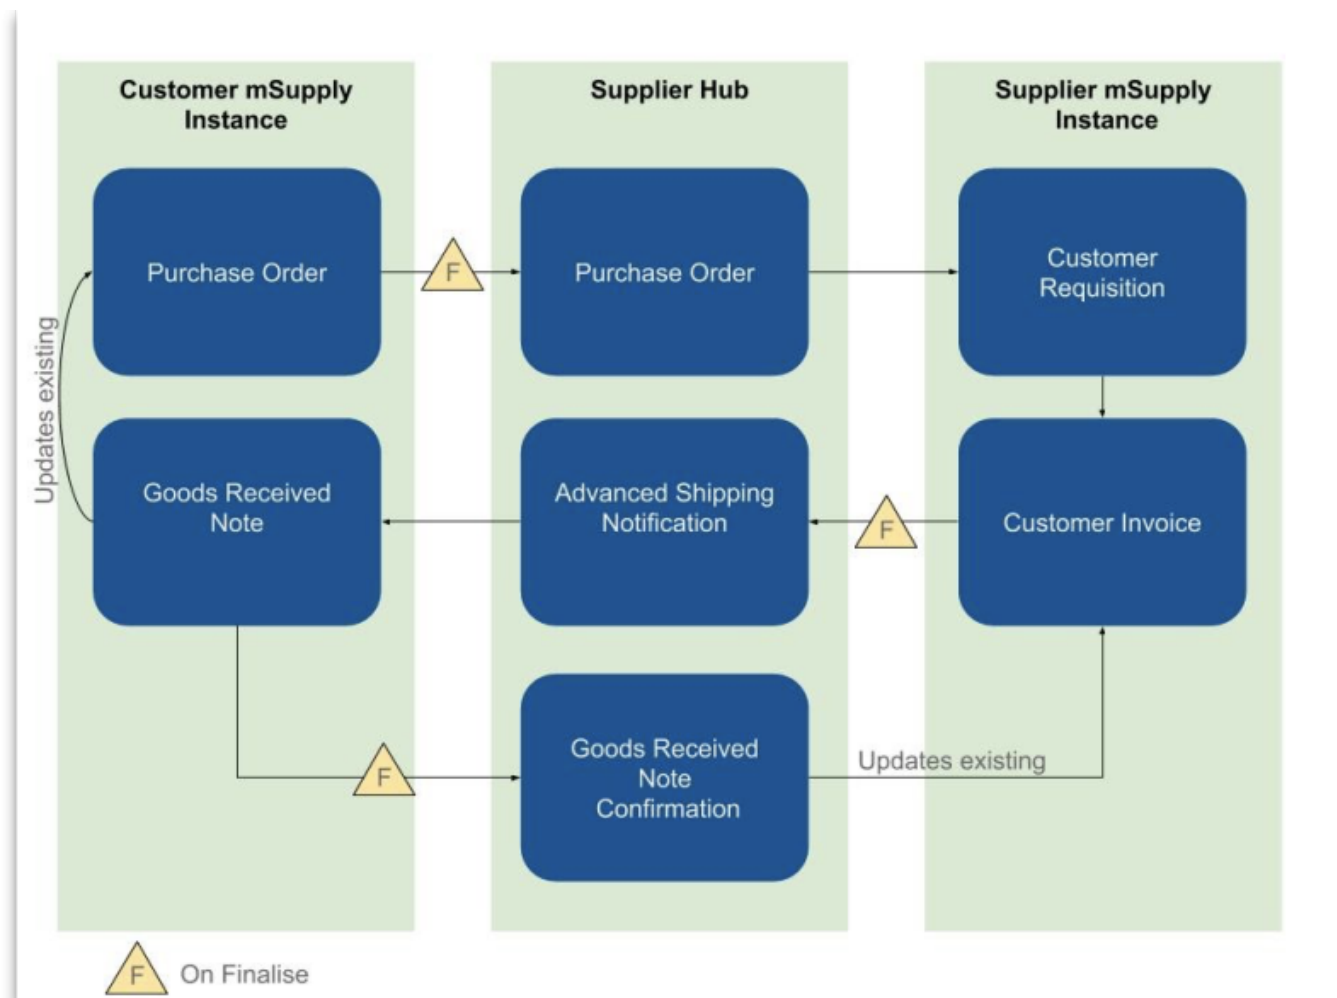 Customer mSupply
Instance
Supplier Hub
Supplier mSupply
Instance
Purchase Order
F
Purchase Order
Customer
Requisition
Updates existing
Goods Received
Note
Advanced Shipping
Notification
F
Customer Invoice
F
Goods Received
Note
Confirmation
Updates existing
F
On Finalise